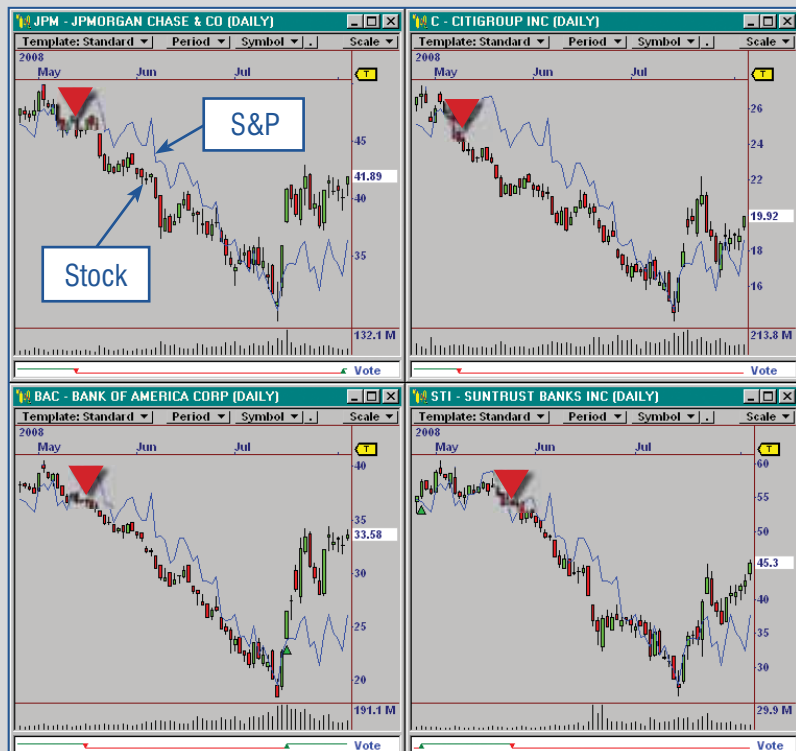 JPM - JPMORGAN CHASE & CO (DAILY)
Template: Standard Period Symbol . Scale
2008
May Jun Jul
T
S&P
45
41.89
40
Stock
35
132.1 M
Vote
C - CITIGROUP INC (DAILY)
Template: Standard Period Symbol . Scale
2008
May Jun Jul
T
26
24
22
19.92
18
16
213.8 M
Vote
BAC - BANK OF AMERICA CORP (DAILY)
Template: Standard Period Symbol . Scale
2008
May Jun Jul
T
40
35
33.58
30
25
20
191.1 M
Vote
STI - SUNTRUST BANKS INC (DAILY)
Template: Standard Period Symbol . Scale
2008
May Jun Jul
T
60
55
50
45.3
40
35
30
29.9 M
Vote